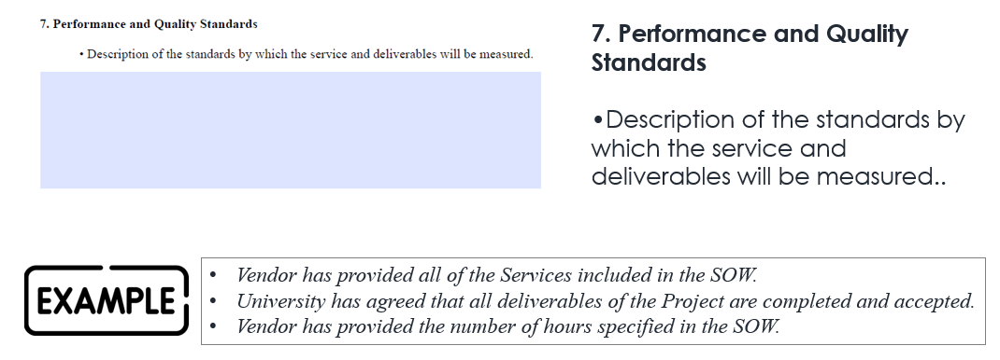 7. Performance and Quality Standards
• Description of the standards by which the service and deliverables will be measured.
7. Performance and Quality
Standards
•Description of the standards by
which the service and
deliverables will be measured..
EXAMPLE
• Vendor has provided all of the Services included in the SOW.
• University has agreed that all deliverables of the Project are completed and accepted.
• Vendor has provided the number of hours specified in the SOW.